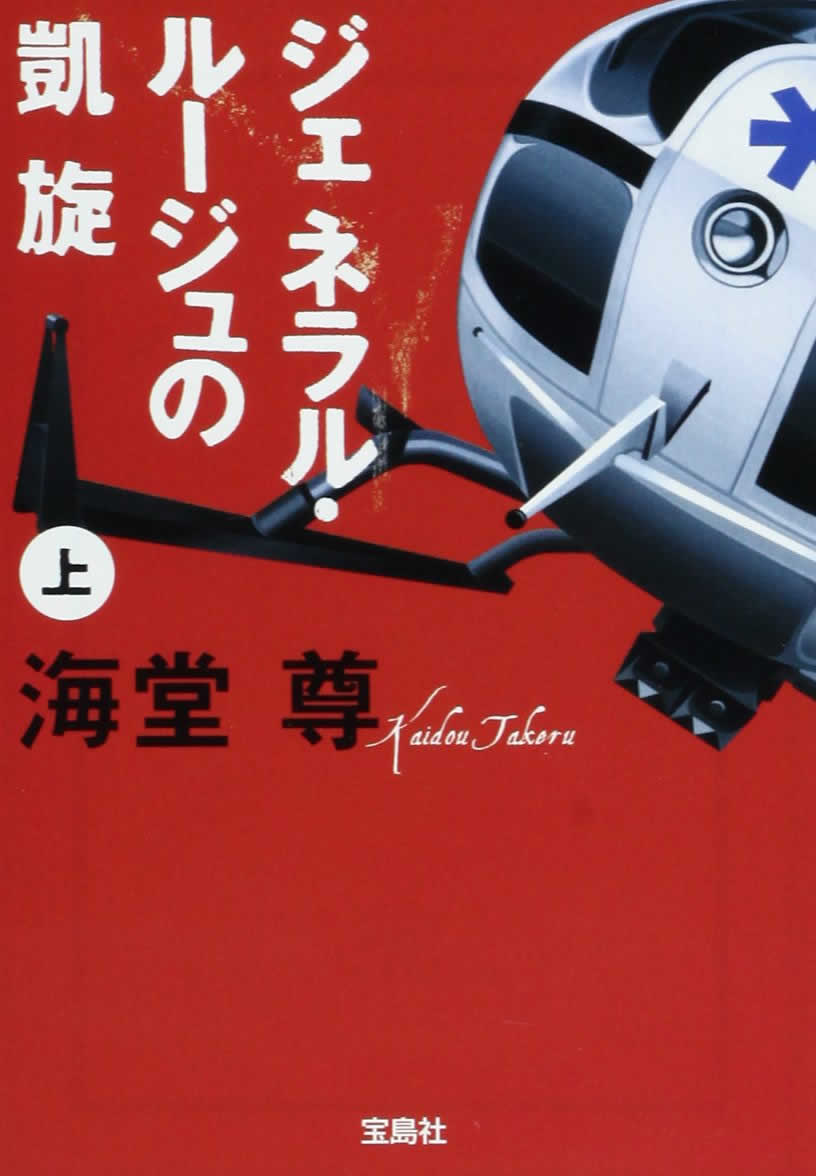 ジェネラル・
ルージュの
凱旋
上
海堂 尊
Kaidou Takeru
宝島社